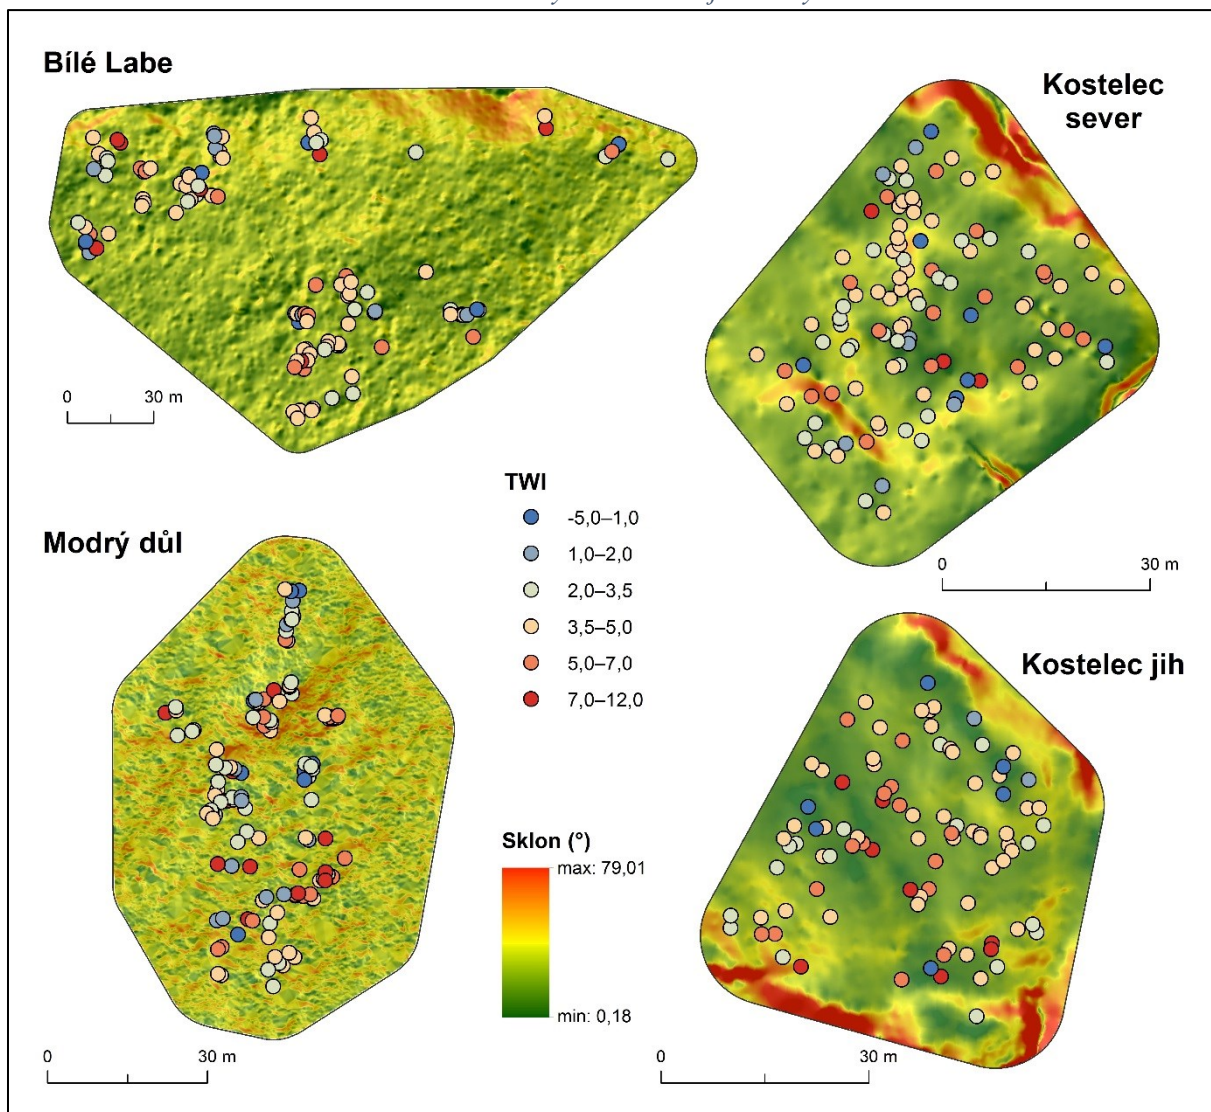 Bílé Labe
0 30 m
Kostelec
sever
0 30 m
TWI
-5,0–1,0
1,0–2,0
2,0–3,5
3,5–5,0
5,0–7,0
7,0–12,0
Modrý důl
0 30 m
Sklon (°)
max: 79,01
min: 0,18
Kostelec jih
0 30 m